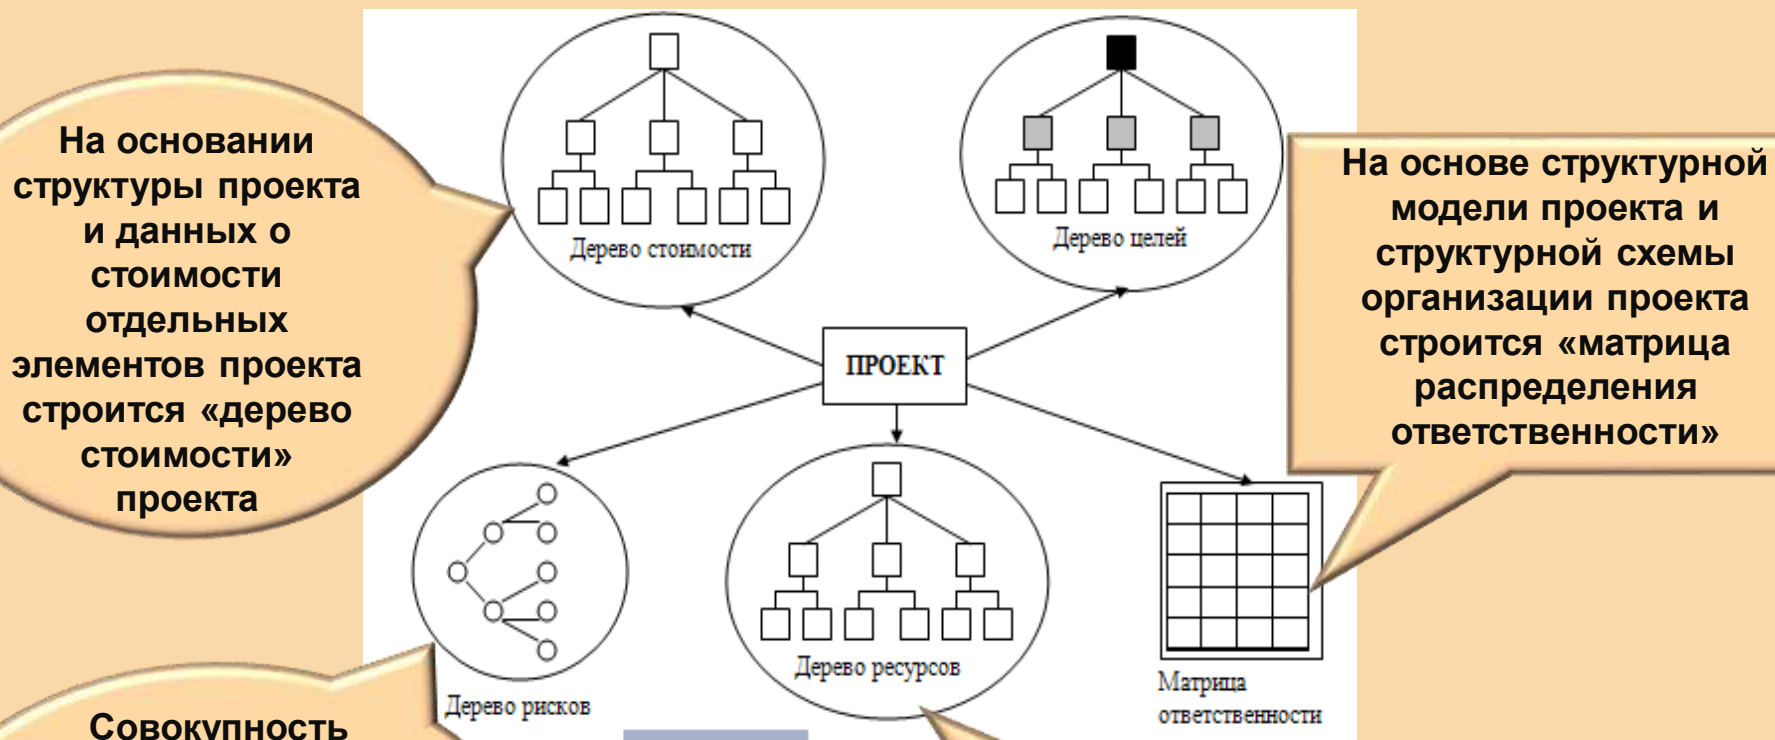 На основании
структуры проекта
и данных о
стоимости
отдельных
элементов проекта
строится «дерево
стоимости»
проекта
Дерево стоимости
Дерево целей
На основе структурной
модели проекта и
структурной схемы
организации проекта
строится «матрица
распределения
ответственности»
ПРОЕКТ
Дерево рисков
Дерево ресурсов
Матрица
ответственности
Совокупность